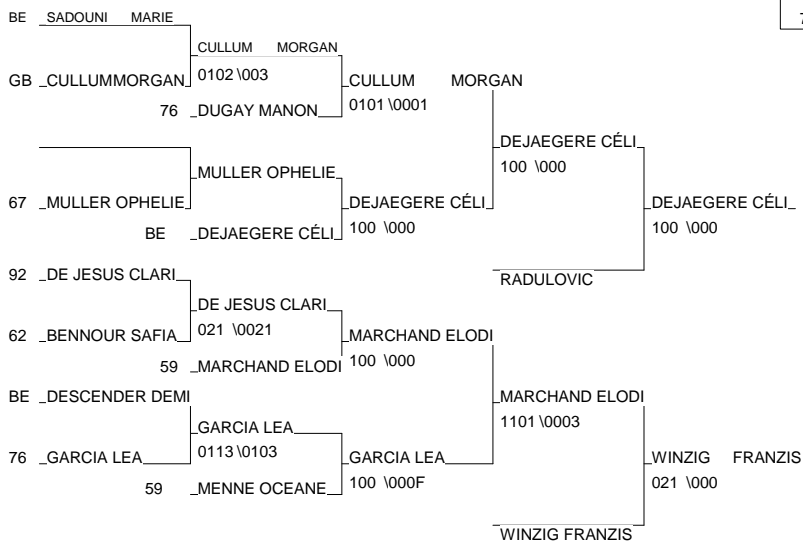 BE SADOUNI MARIE
7
CULLUM MORGAN
GB CULLUMMORGAN 0102 \003 CULLUM MORGAN
76 DUGAY MANON 0101 \0001
DEJAEGERE CÉLI
100 \000
MULLER OPHELIE
67 MULLER OPHELIE DEJAEGERE CÉLI DEJAEGERE CÉLI
BE DEJAEGERE CÉLI 100 \000 100 \000
92 DE JESUS CLARI RADULOVIC
DE JESUS CLARI
62 BENNOUR SAFIA 021 \0021 MARCHAND ELODI
59 MARCHAND ELODI 100 \000
BE DESCENDER DEMI MARCHAND ELODI
1101 \0003
GARCIA LEA
76 GARCIA LEA 0113 \0103 GARCIA LEA WINZIG FRANZIS
59 MENNE OCEANE 100 \000F 021 \000
WINZIG FRANZIS